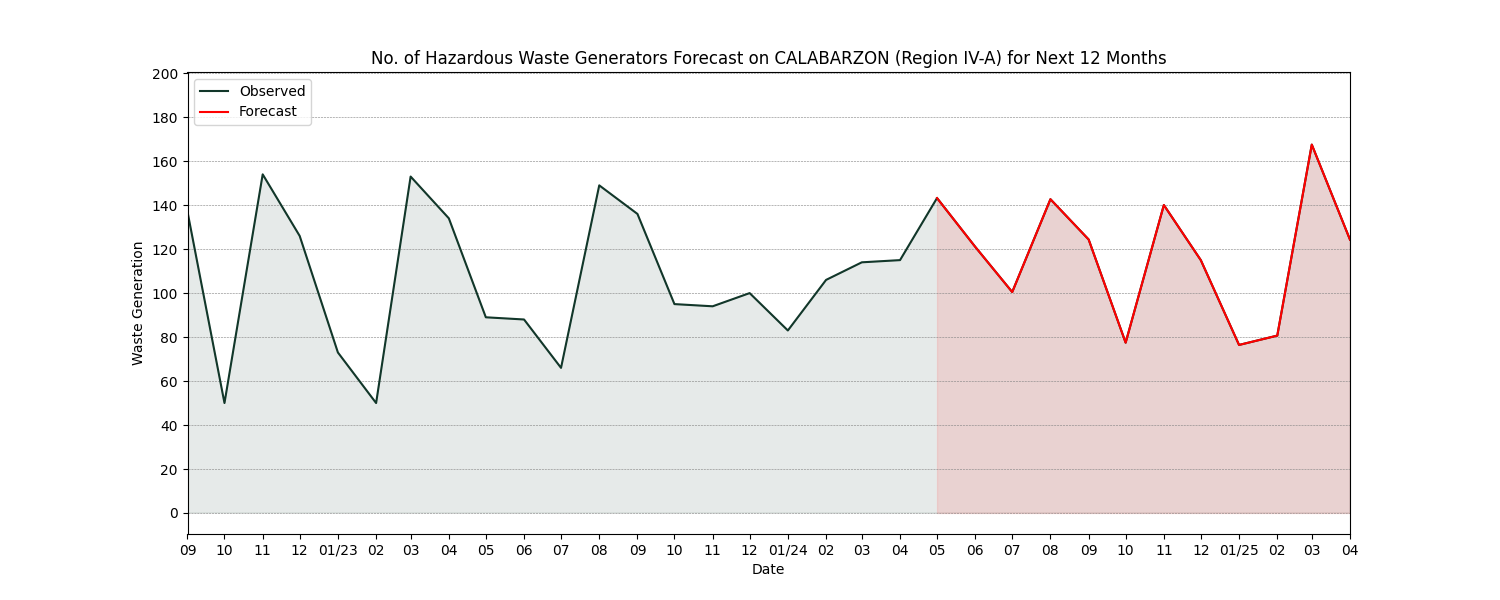 No. of Hazardous Waste Generators Forecast on CALABARZON (Region IV-A) for Next 12 Months
Observed
Forecast
Waste Generation
200
180
160
140
120
100
80
60
40
20
0
09 10 11 12 01/23 02 03 04 05 06 07 08 09 10 11 12 01/24 02 03 04 05 06 07 08 09 10 11 12 01/25 02 03 04
Date